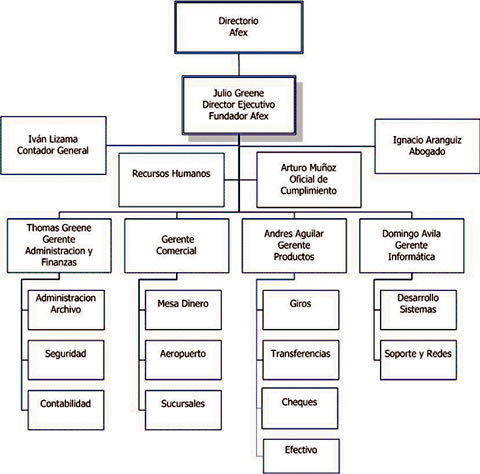 Directorio
Afex
Julio Greene
Director Ejecutivo
Fundador Afex
Iván Lizama
Contador General
Ignacio Aranguiz
Abogado
Recursos Humanos
Arturo Muñoz
Oficial de
Cumplimiento
Thomas Greene
Gerente
Administracion y
Finanzas
Gerente
Comercial
Andres Aguilar
Gerente
Productos
Domingo Avila
Gerente
Informática
Administracion
Archivo
Mesa Dinero
Giros
Desarrollo
Sistemas
Seguridad
Aeropuerto
Transferencias
Soporte y Redes
Contabilidad
Sucursales
Cheques
Efectivo